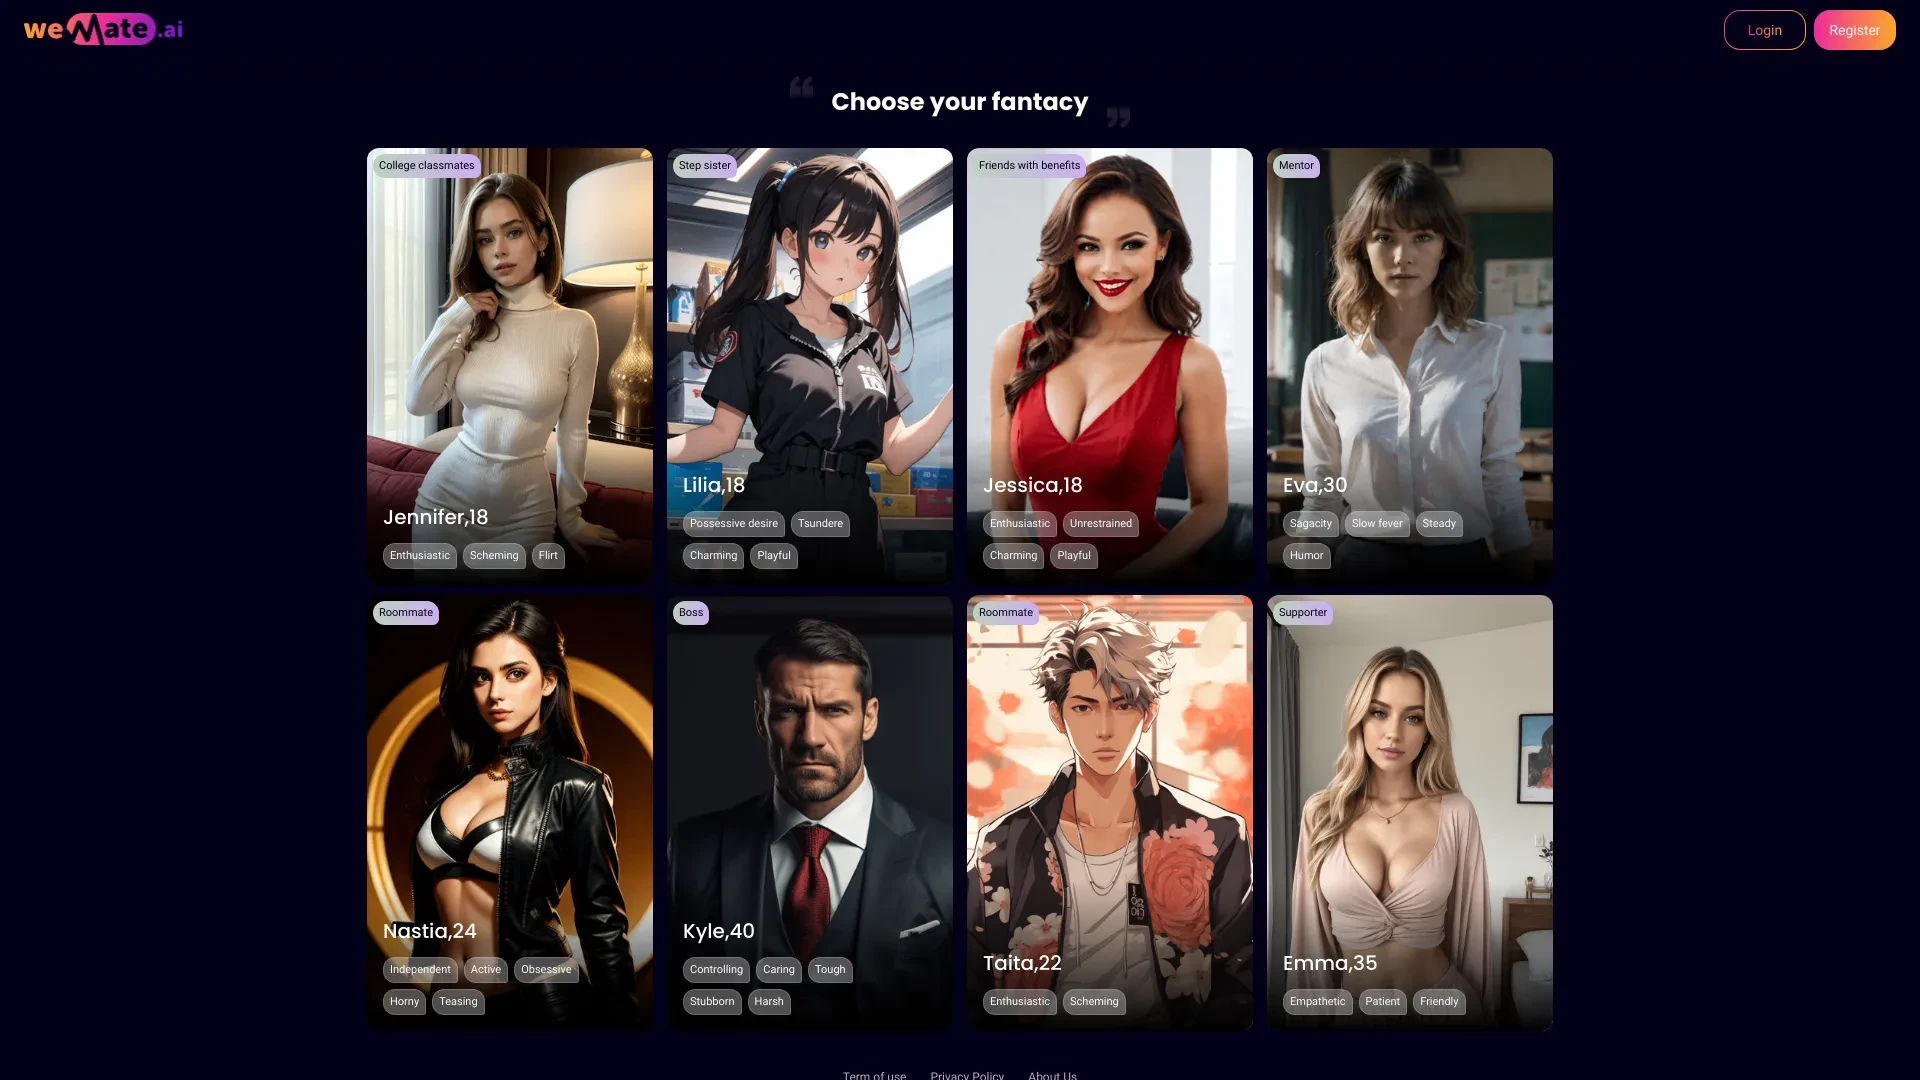 weMate.ai
Login
Register
“ Choose your fantacy ”
College classmates
Jennifer,18
Enthusiastic Scheming Flirt
Step sister
Lilia,18
Possessive desire Tsundere
Charming Playful
Friends with benefits
Jessica,18
Enthusiastic Unrestrained
Charming Playful
Mentor
Eva,30
Sagacity Slow fever Steady
Humor
Roommate
Nastia,24
Independent Active Obsessive
Horny Teasing
Boss
Kyle,40
Controlling Caring Tough
Stubborn Harsh
Roommate
Taita,22
Enthusiastic Scheming
Supporter
Emma,35
Empathetic Patient Friendly
Term of use Privacy Policy About Us